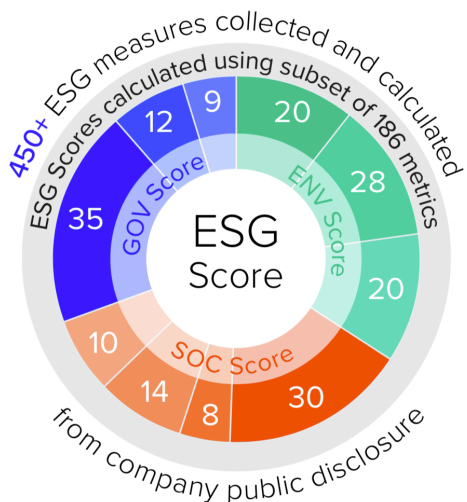 450+ ESG measures collected and calculated
from company public disclosure
ESG Scores calculated using subset of 186 metrics
ESG
Score
ENV Score
20
28
20
SOC Score
30
8
14
10
GOV Score
35
12
9